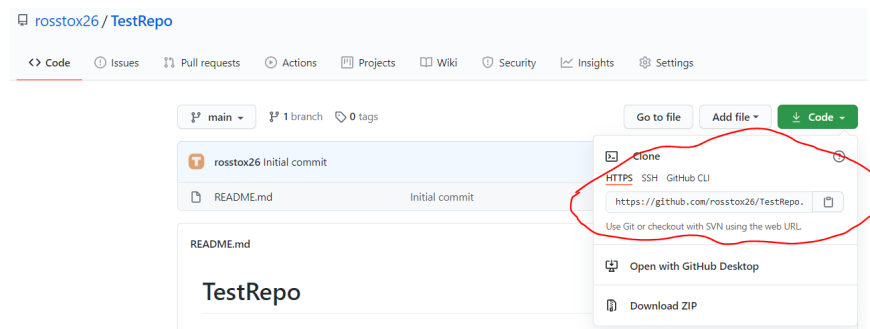 rosstox26 / TestRepo
<> Code Issues Pull requests Actions Projects Wiki Security Insights Settings
main 1 branch 0 tags Go to file Add file Code
rosstox26 Initial commit
README.md Initial commit
Clone
HTTPS SSH GitHub CLI
https://github.com/rosstox26/TestRepo.
Use Git or checkout with SVN using the web URL.
Open with GitHub Desktop
Download ZIP
README.md
TestRepo